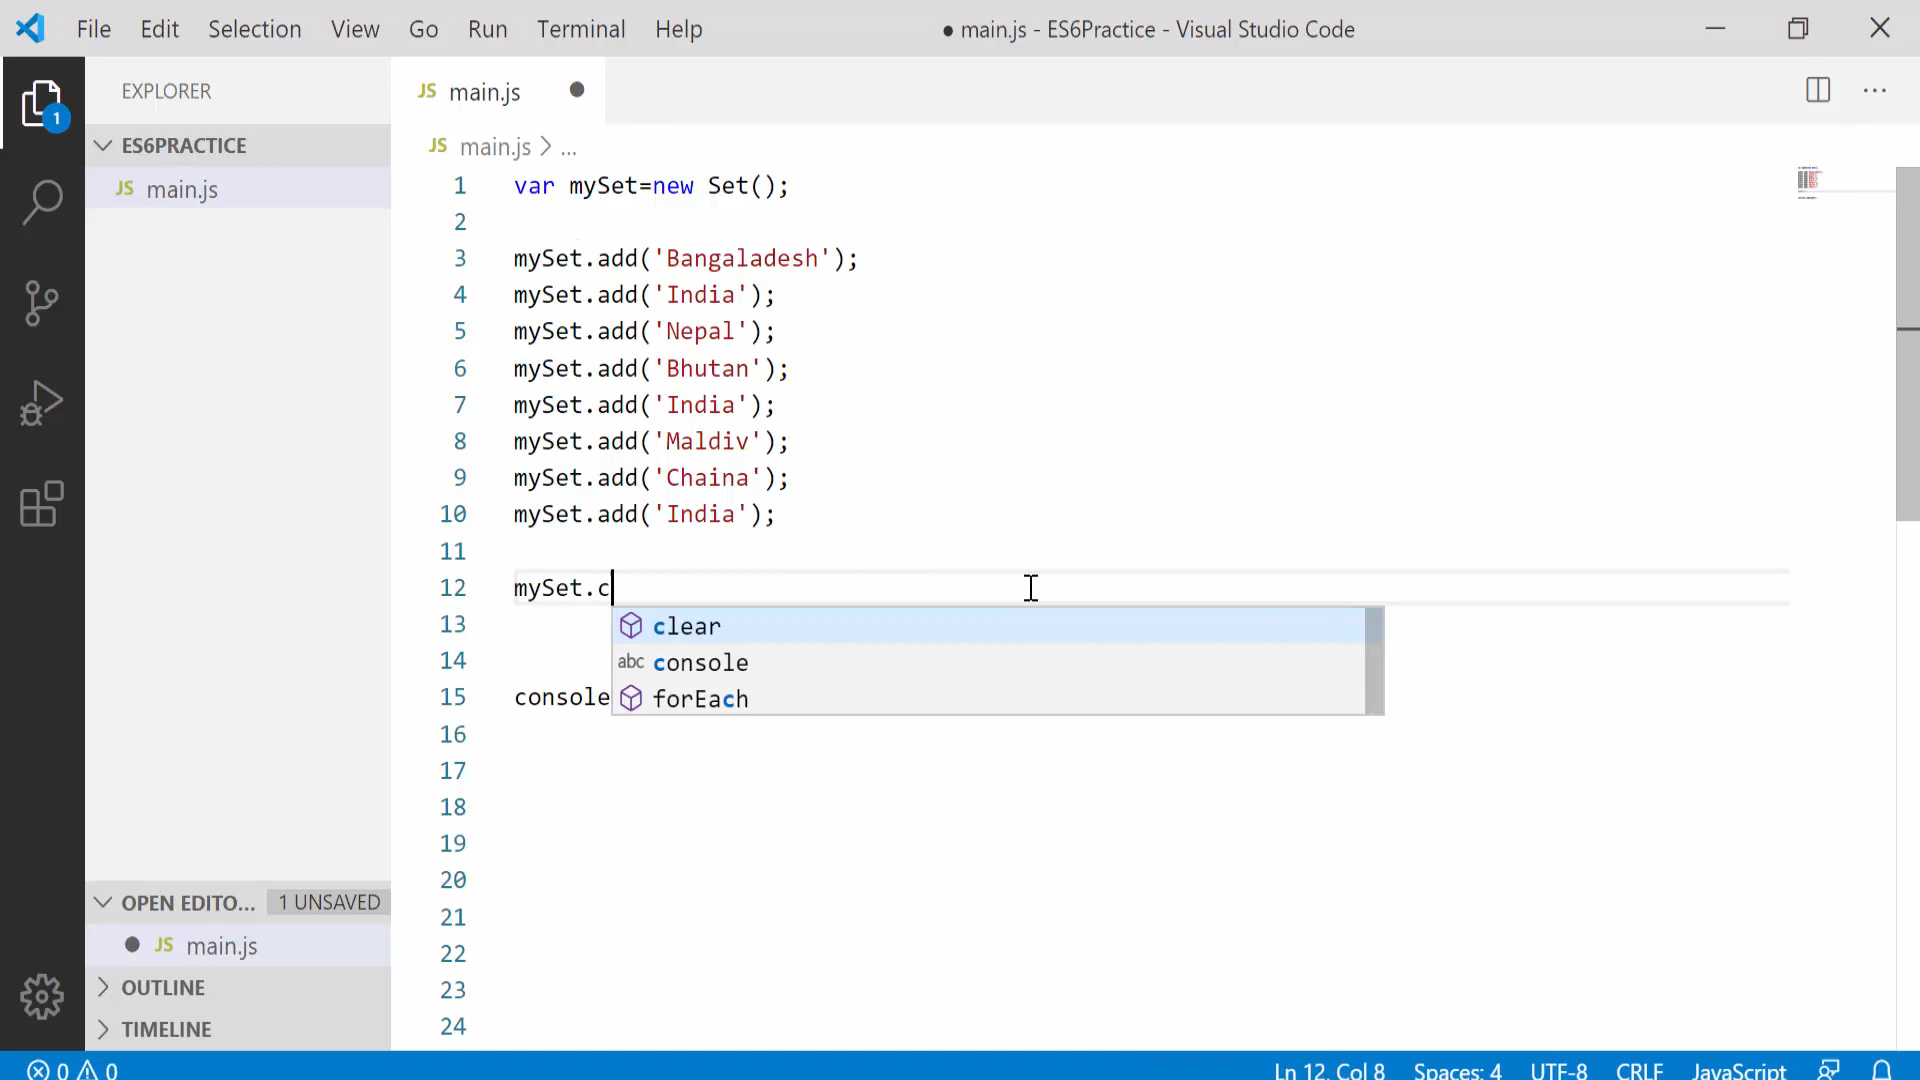 File Edit Selection View Go Run Terminal Help ● main.js - ES6Practice - Visual Studio Code
1
EXPLORER
ES6PRACTICE
JS main.js
JS main.js
JS main.js > ...
1 var mySet=new Set();
2
3 mySet.add('Bangaladesh');
4 mySet.add('India');
5 mySet.add('Nepal');
6 mySet.add('Bhutan');
7 mySet.add('India');
8 mySet.add('Maldiv');
9 mySet.add('Chaina');
10 mySet.add('India');
11
12 mySet.c
clear
abc console
forEach
13
14
15 console
16
17
18
19
20
21
22
23
24
OPEN EDITO... 1 UNSAVED
JS main.js
OUTLINE
TIMELINE
0 0 Ln 12, Col 8 Spaces: 4 UTF-8 CRLF JavaScript